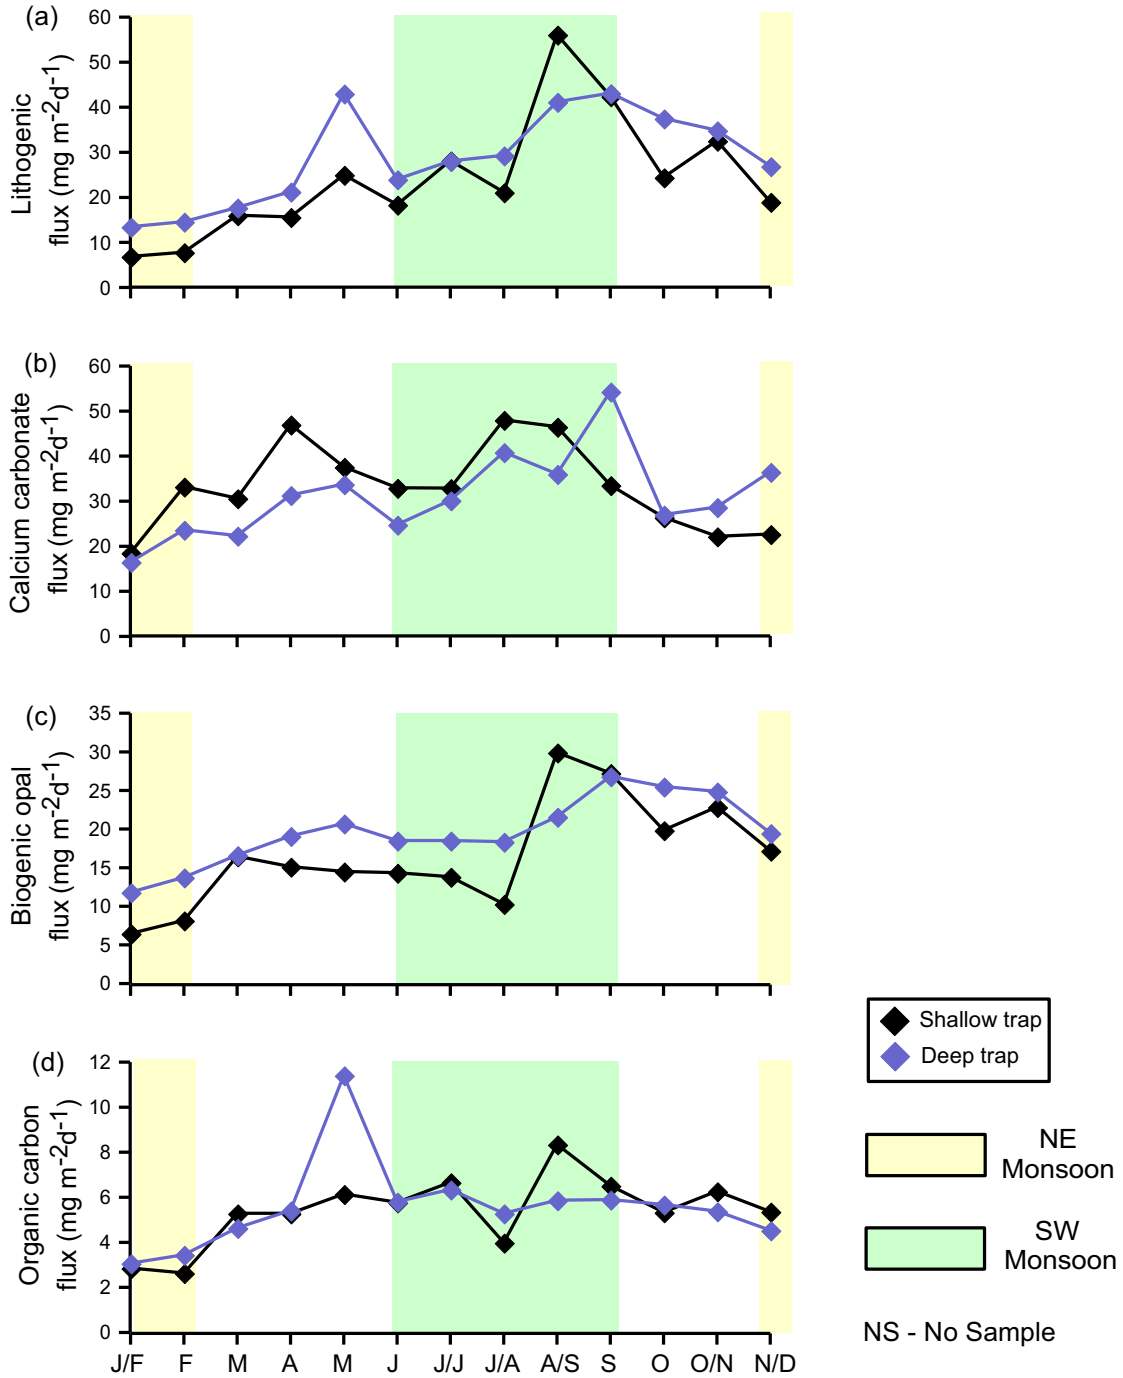 (a)
Lithogenic
flux (mg m-2d-1)
60
50
40
30
20
10
0
J/F F M A M J J/J J/A A/S S O O/N N/D
(b)
Calcium carbonate
flux (mg m-2d-1)
60
50
40
30
20
10
0
(c)
Biogenic opal
flux (mg m-2d-1)
35
30
25
20
15
10
5
0
(d)
Organic carbon
flux (mg m-2d-1)
12
10
8
6
4
2
0
Shallow trap
Deep trap
NE
Monsoon
SW
Monsoon
NS - No Sample